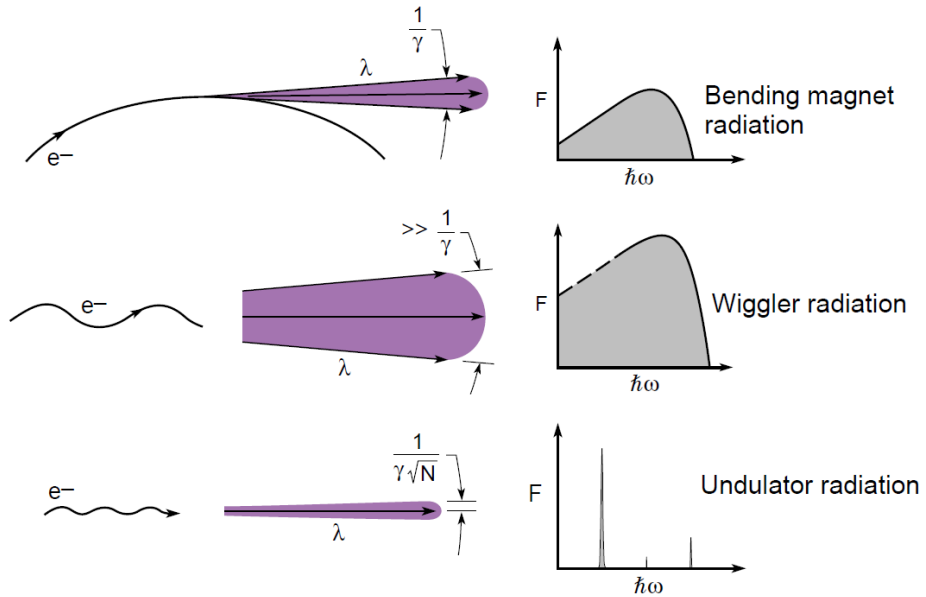 1
γ
λ
e–
F
ħω
Bending magnet
radiation
>> 1
γ
e–
λ
F
ħω
Wiggler radiation
1
γ√N
e–
λ
F
ħω
Undulator radiation